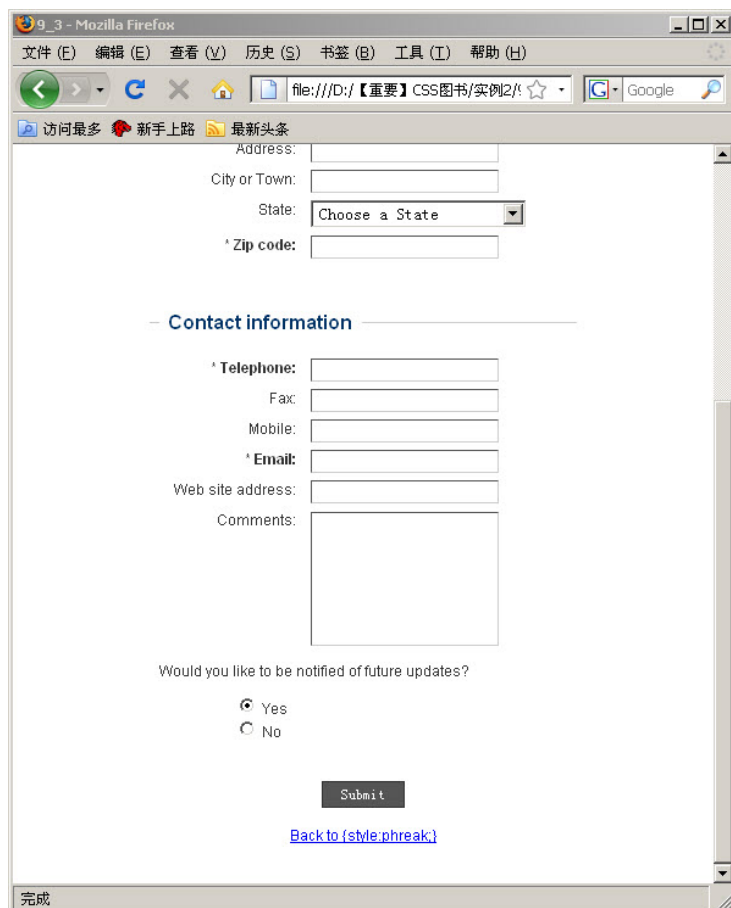 9_3 - Mozilla Firefox
文件 (F) 编辑 (E) 查看 (V) 历史 (S) 书签 (B) 工具 (T) 帮助 (H)
file:///D:/【重要】CSS图书/实例2/9 G Google
访问最多 新手上路 最新头条
Address:
City or Town:
State: Choose a State
* Zip code:
Contact information
* Telephone:
Fax:
Mobile:
* Email:
Web site address:
Comments:
Would you like to be notified of future updates?
Yes
No
Submit
Back to {style:phreak;}
完成